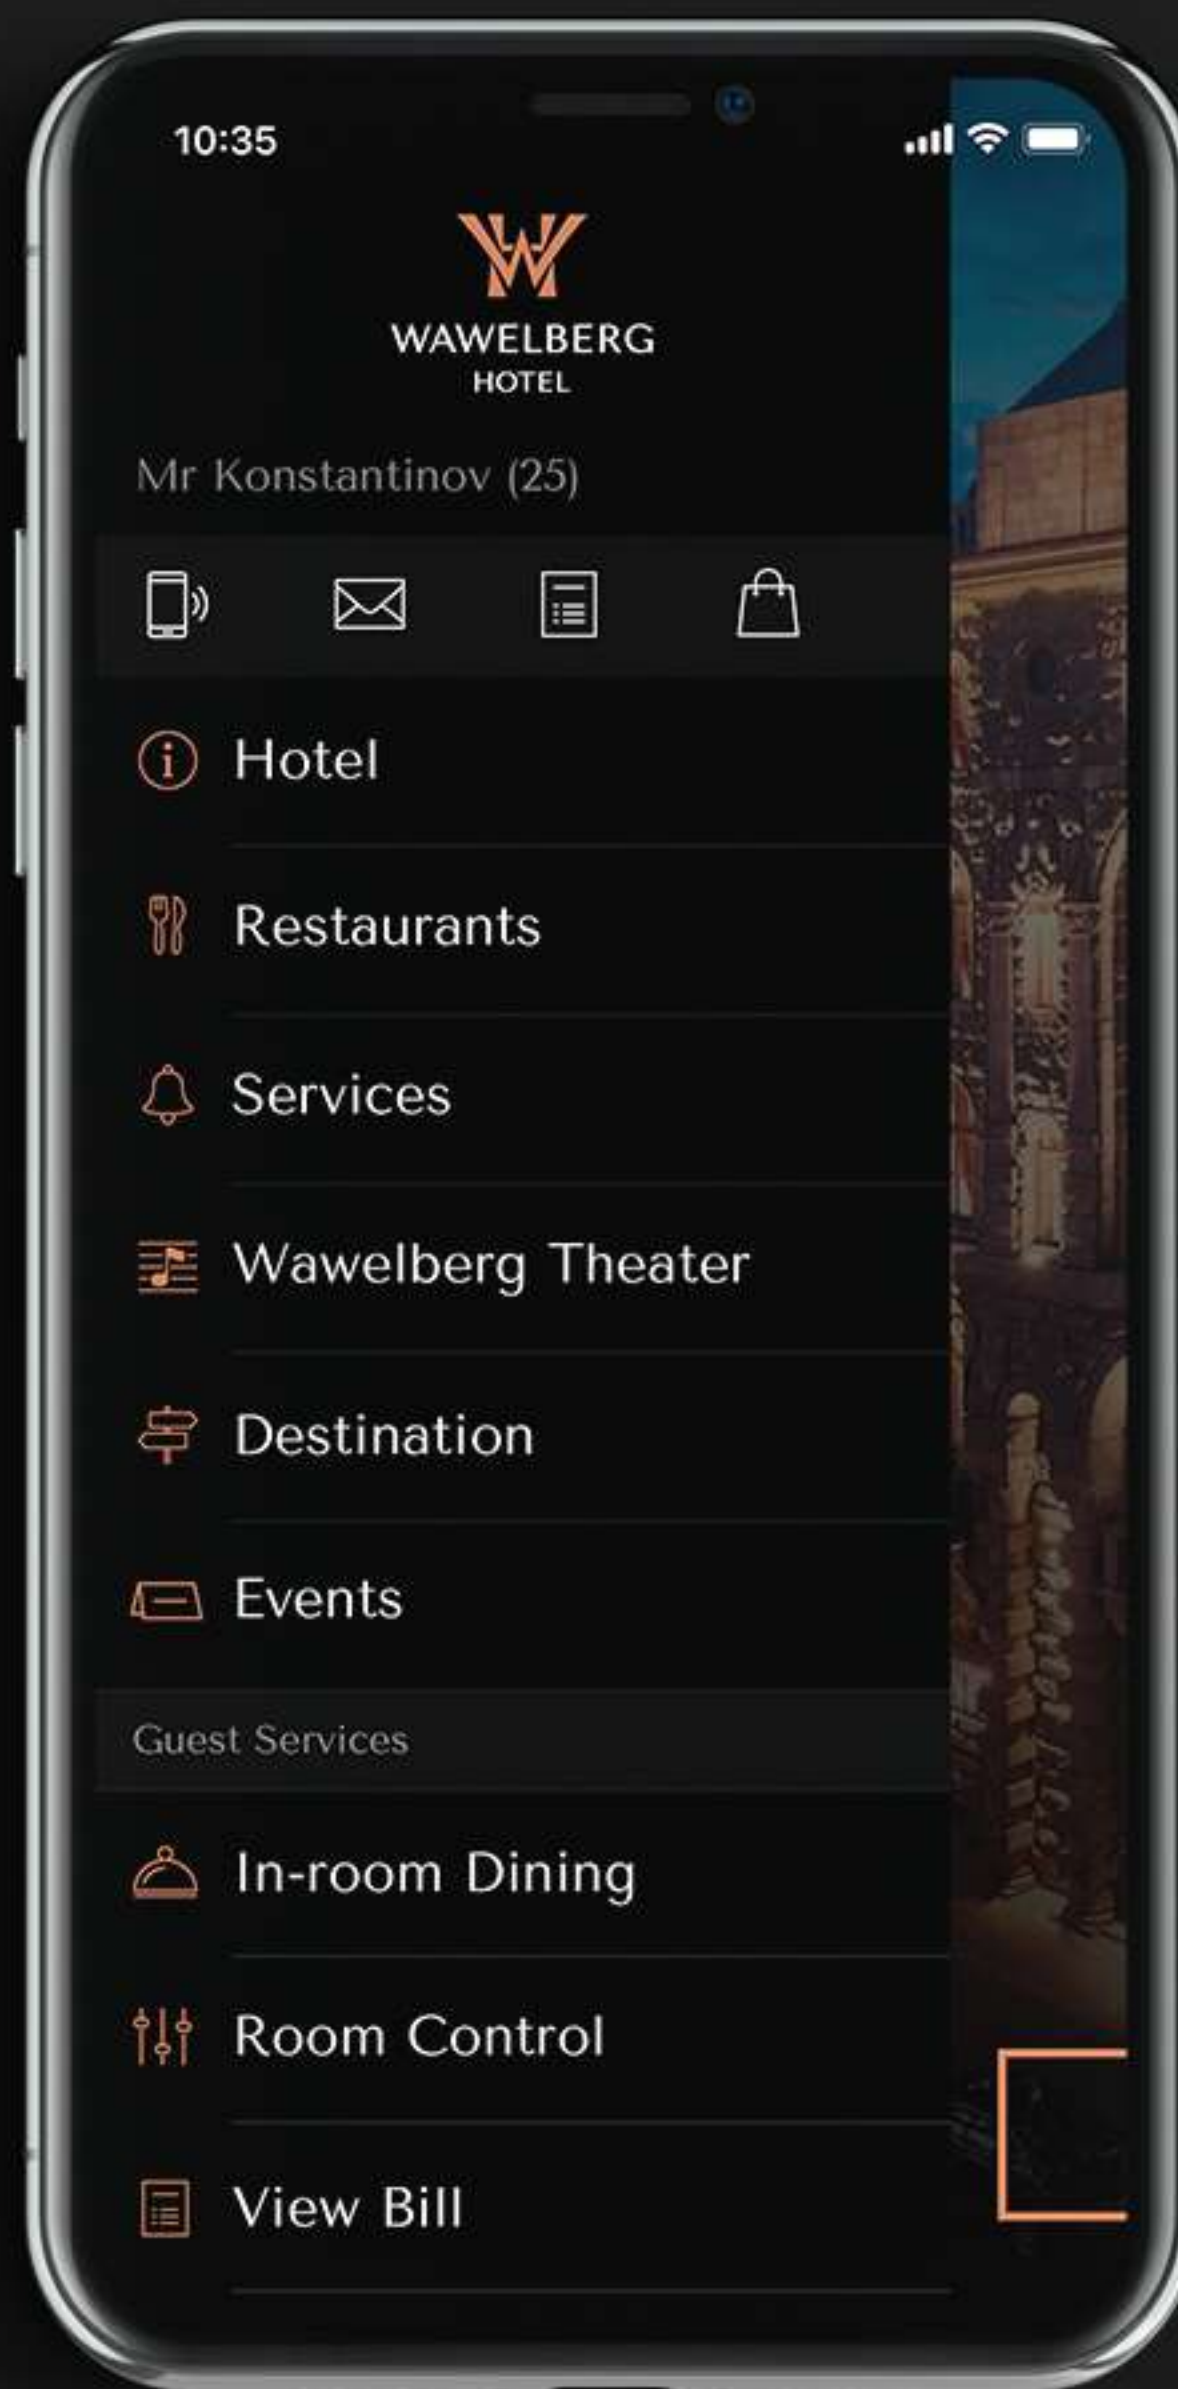 10:35
WAWELBERG
HOTEL
Mr Konstantinov (25)
Hotel
Restaurants
Services
Wawelberg Theater
Destination
Events
Guest Services
In-room Dining
Room Control
View Bill